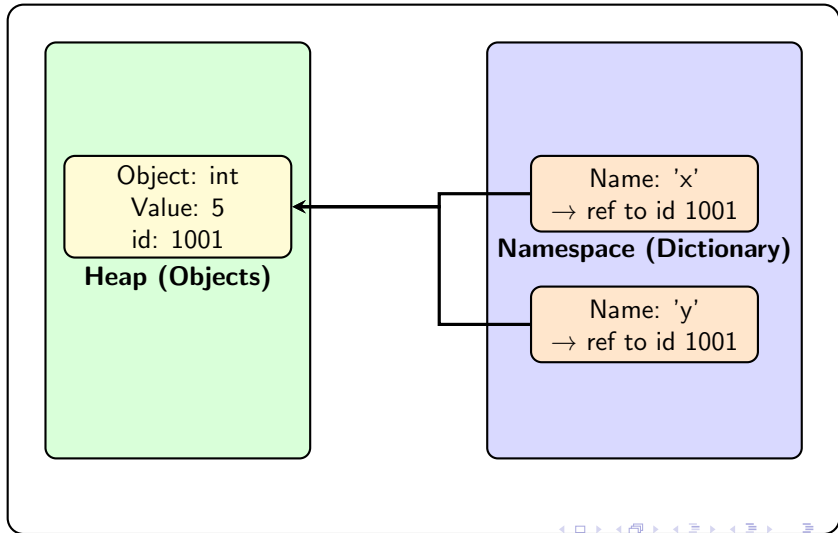 Object: int
Value: 5
id: 1001
Heap (Objects)
Name: 'x'
→ ref to id 1001
Namespace (Dictionary)
Name: 'y'
→ ref to id 1001